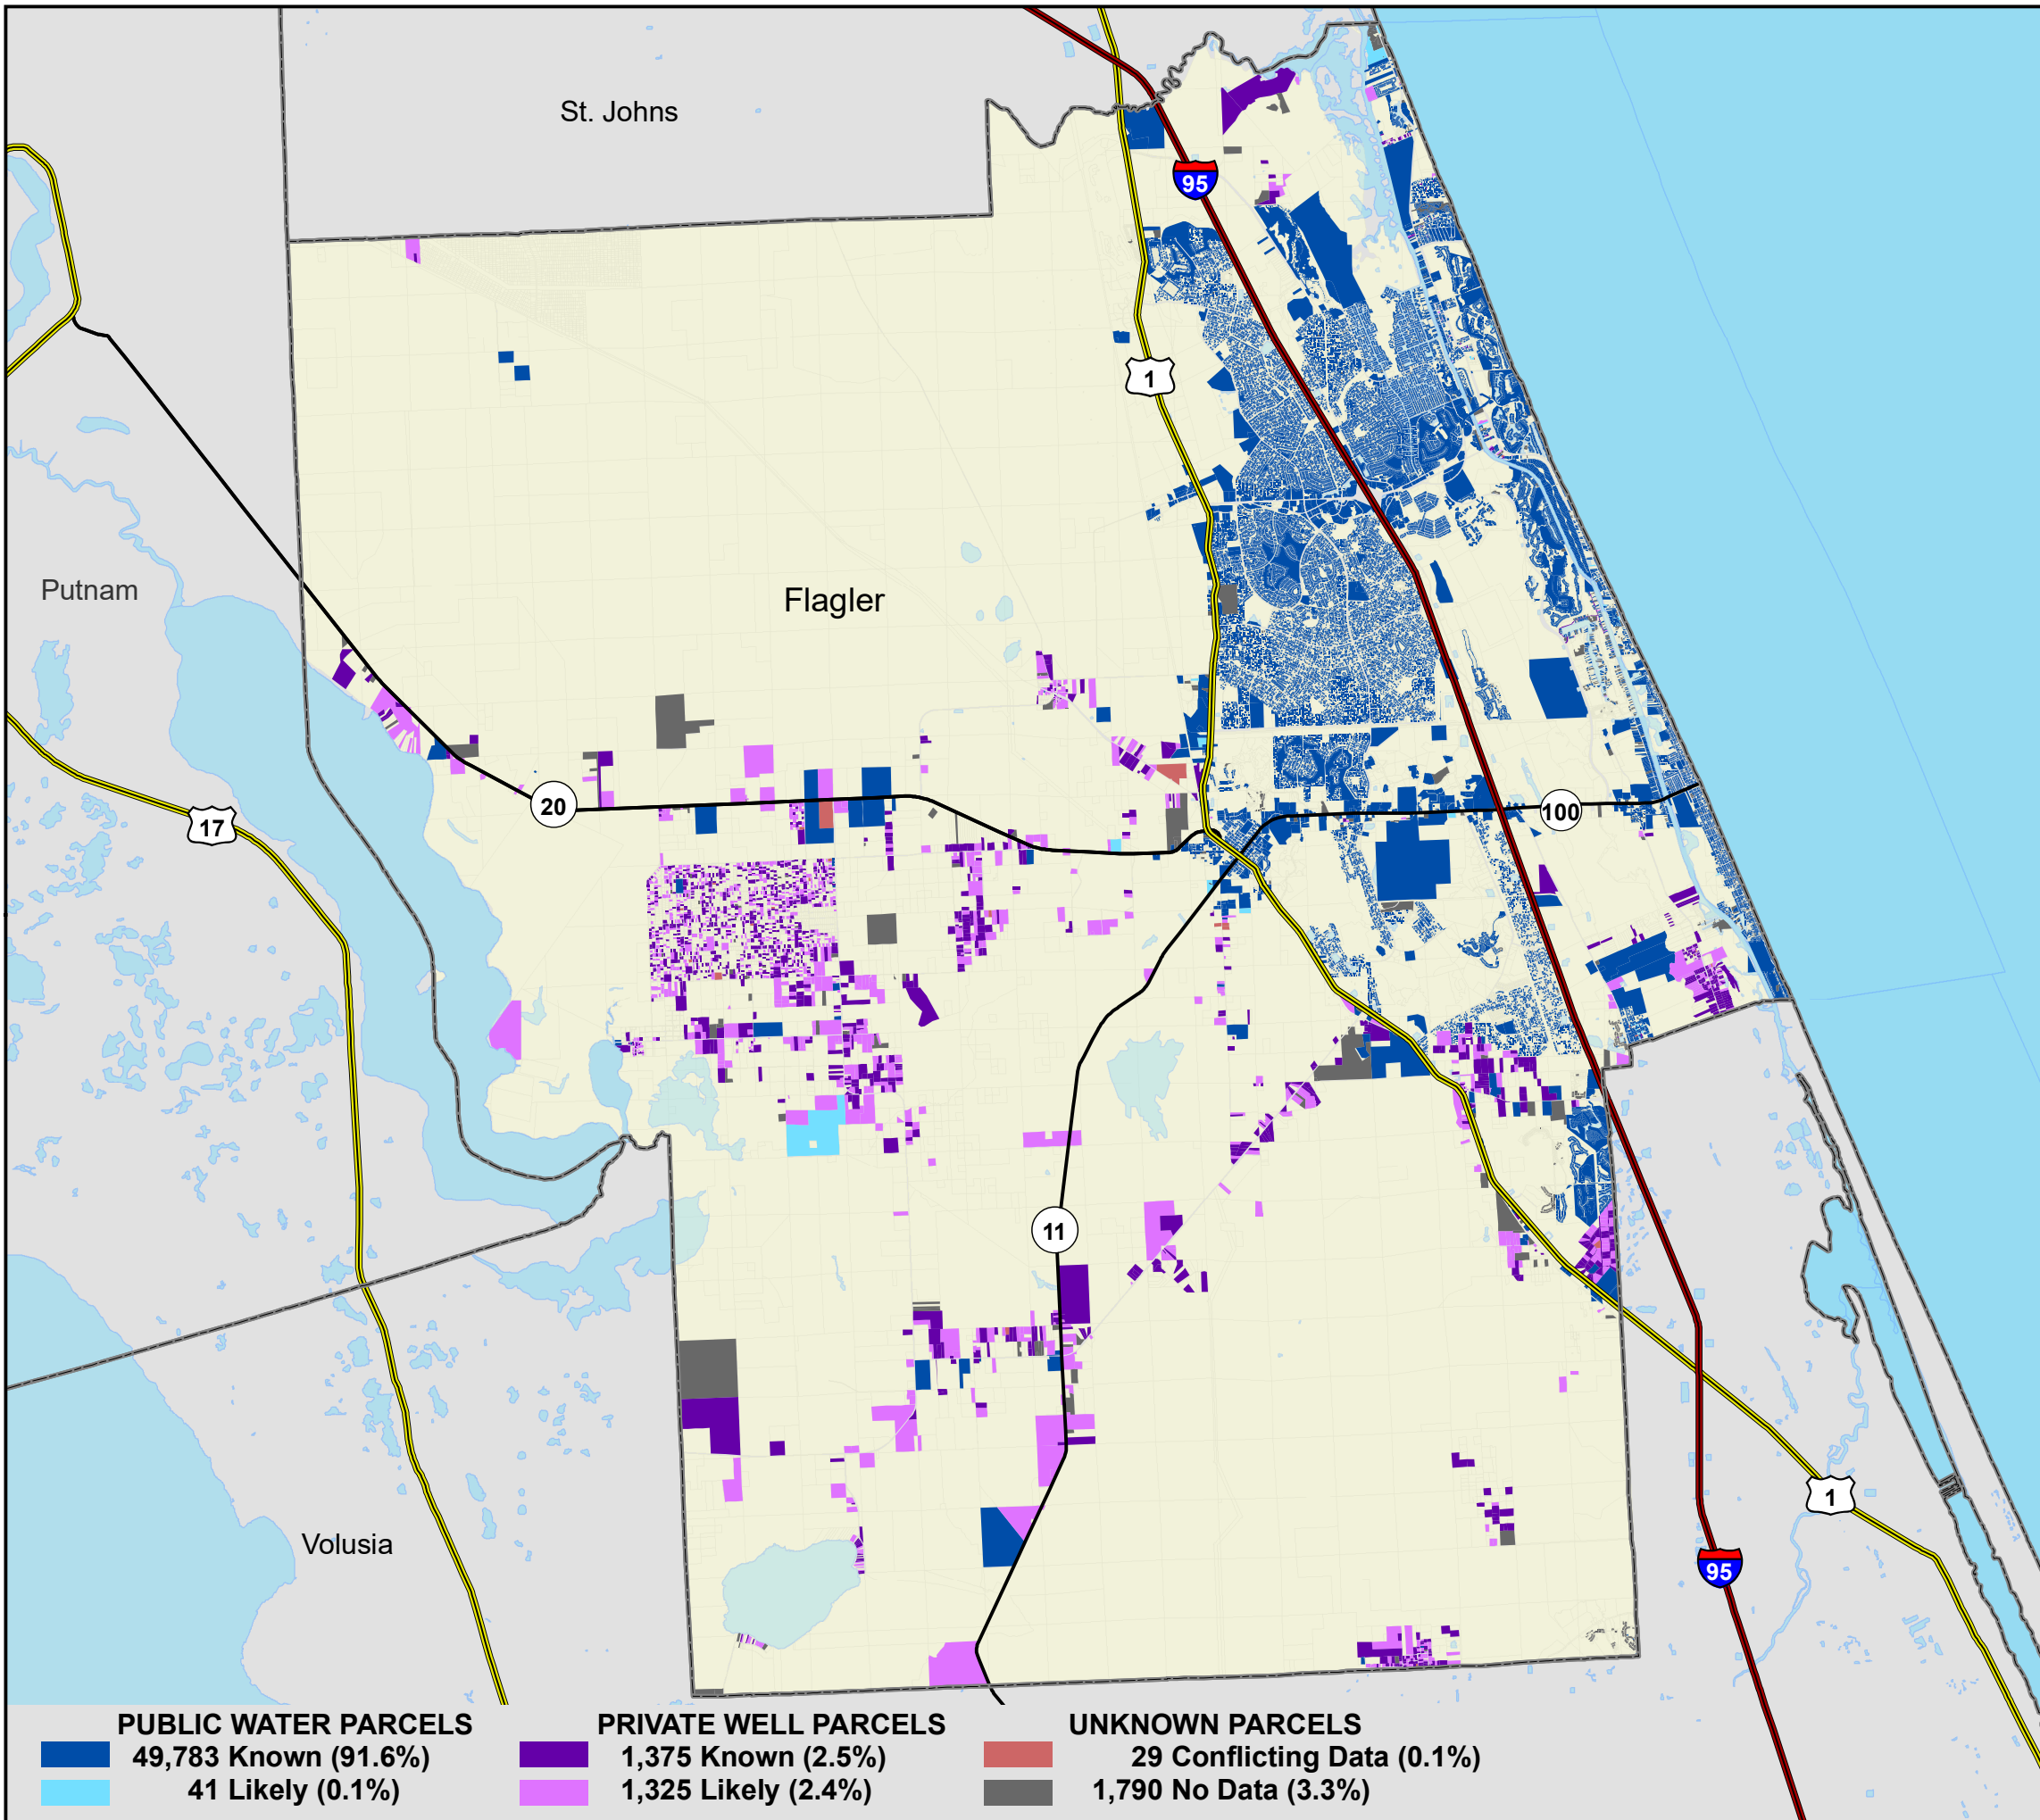 St. Johns
95
1
Putnam
Flagler
20
100
17
11
1
Volusia
95
PUBLIC WATER PARCELS
49,783 Known (91.6%)
41 Likely (0.1%)
PRIVATE WELL PARCELS
1,375 Known (2.5%)
1,325 Likely (2.4%)
UNKNOWN PARCELS
29 Conflicting Data (0.1%)
1,790 No Data (3.3%)